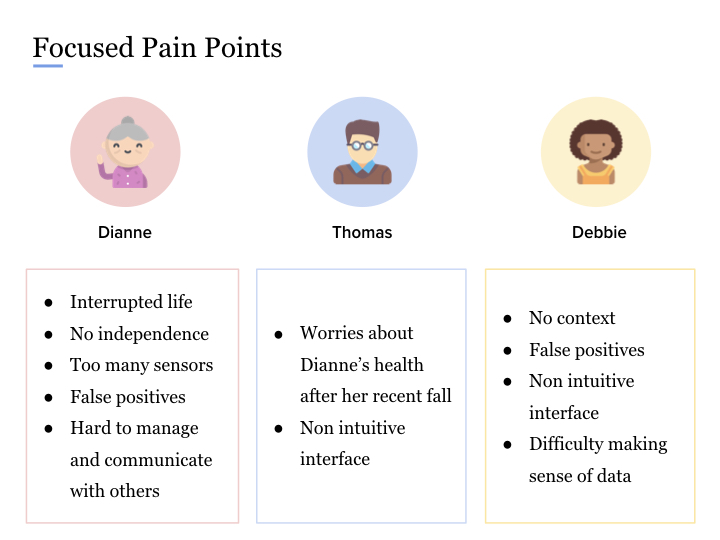 Focused Pain Points
Dianne
Thomas
Debbie
● Interrupted life
● No independence
● Too many sensors
● False positives
● Hard to manage
and communicate
with others
● Worries about
Dianne’s health
after her recent fall
● Non intuitive
interface
● No context
● False positives
● Non intuitive
interface
● Difficulty making
sense of data